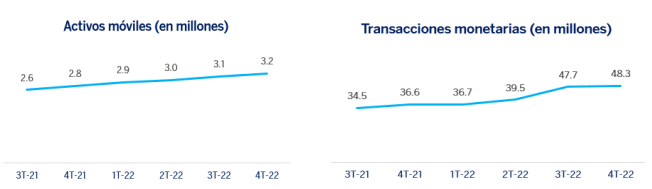 Activos móviles (en millones)
2.6 2.8 2.9 3.0 3.1 3.2
3T-21 4T-21 1T-22 2T-22 3T-22 4T-22
Transacciones monetarias (en millones)
34.5 36.6 36.7 39.5 47.7 48.3
3T-21 4T-21 1T-22 2T-22 3T-22 4T-22